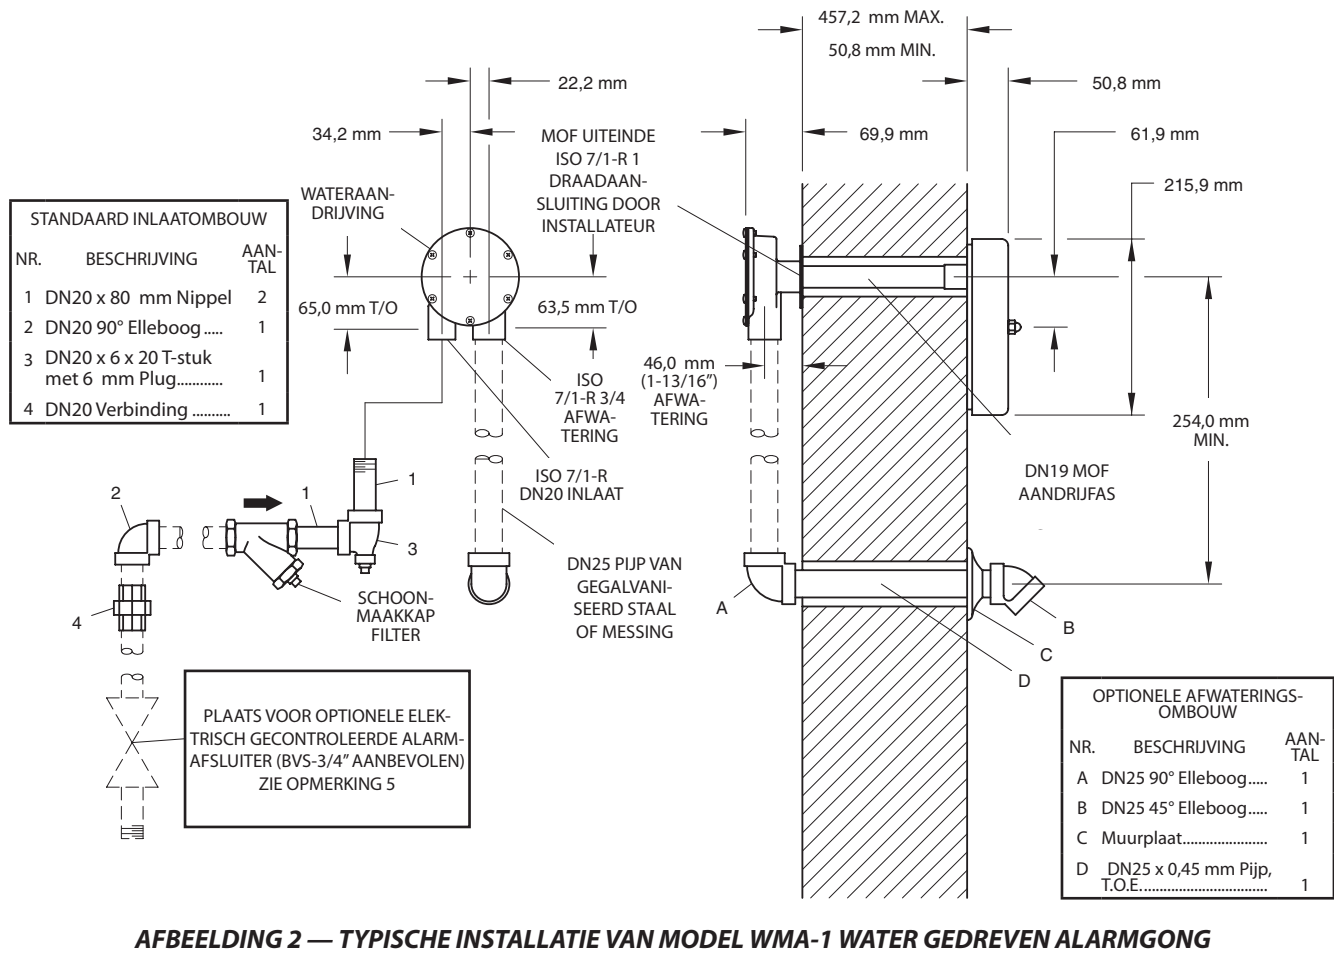 457,2 mm MAX.
50,8 mm MIN.
22,2 mm
50,8 mm
34,2 mm
MOF UITEINDE
ISO 7/1-R 1
DRAADAAN-
SLUITING DOOR
INSTALLATEUR
69,9 mm
61,9 mm
215,9 mm
WATERAAN-
DRIJVING
STANDAARD INLAATOMBOUW
NR. BESCHRIJVING AAN-
TAL
1 DN20 x 80 mm Nippel 2
2 DN20 90° Elleboog ..... 1
3 DN20 x 6 x 20 T-stuk
met 6 mm Plug............ 1
4 DN20 Verbinding .......... 1
65,0 mm T/O
63,5 mm T/O
46,0 mm
(1-13/16”)
AFWA-
TERING
ISO
7/1-R 3/4
AFWA-
TERING
254,0 mm
MIN.
ISO 7/1-R
DN20 INLAAT
DN19 MOF
AANDRIJFAS
2
1
1
3
4
SCHOON-
MAAKKAP
FILTER
DN25 PIJP VAN
GEGALVANI-
SEERD STAAL
OF MESSING
A
B
C
D
PLAATS VOOR OPTIONELE ELEK-
TRISCH GECONTROLEERDE ALARM-
AFSLUITER (BVS-3/4” AANBEVOLEN)
ZIE OPMERKING 5
OPTIONELE AFWATERINGS-
OMBOUW
NR. BESCHRIJVING AAN-
TAL
A DN25 90° Elleboog..... 1
B DN25 45° Elleboog..... 1
C Muurplaat...................... 1
D DN25 x 0,45 mm Pijp,
T.O.E................................. 1
AFBEELDING 2 — TYPISCHE INSTALLATIE VAN MODEL WMA-1 WATER GEDREVEN ALARMGONG